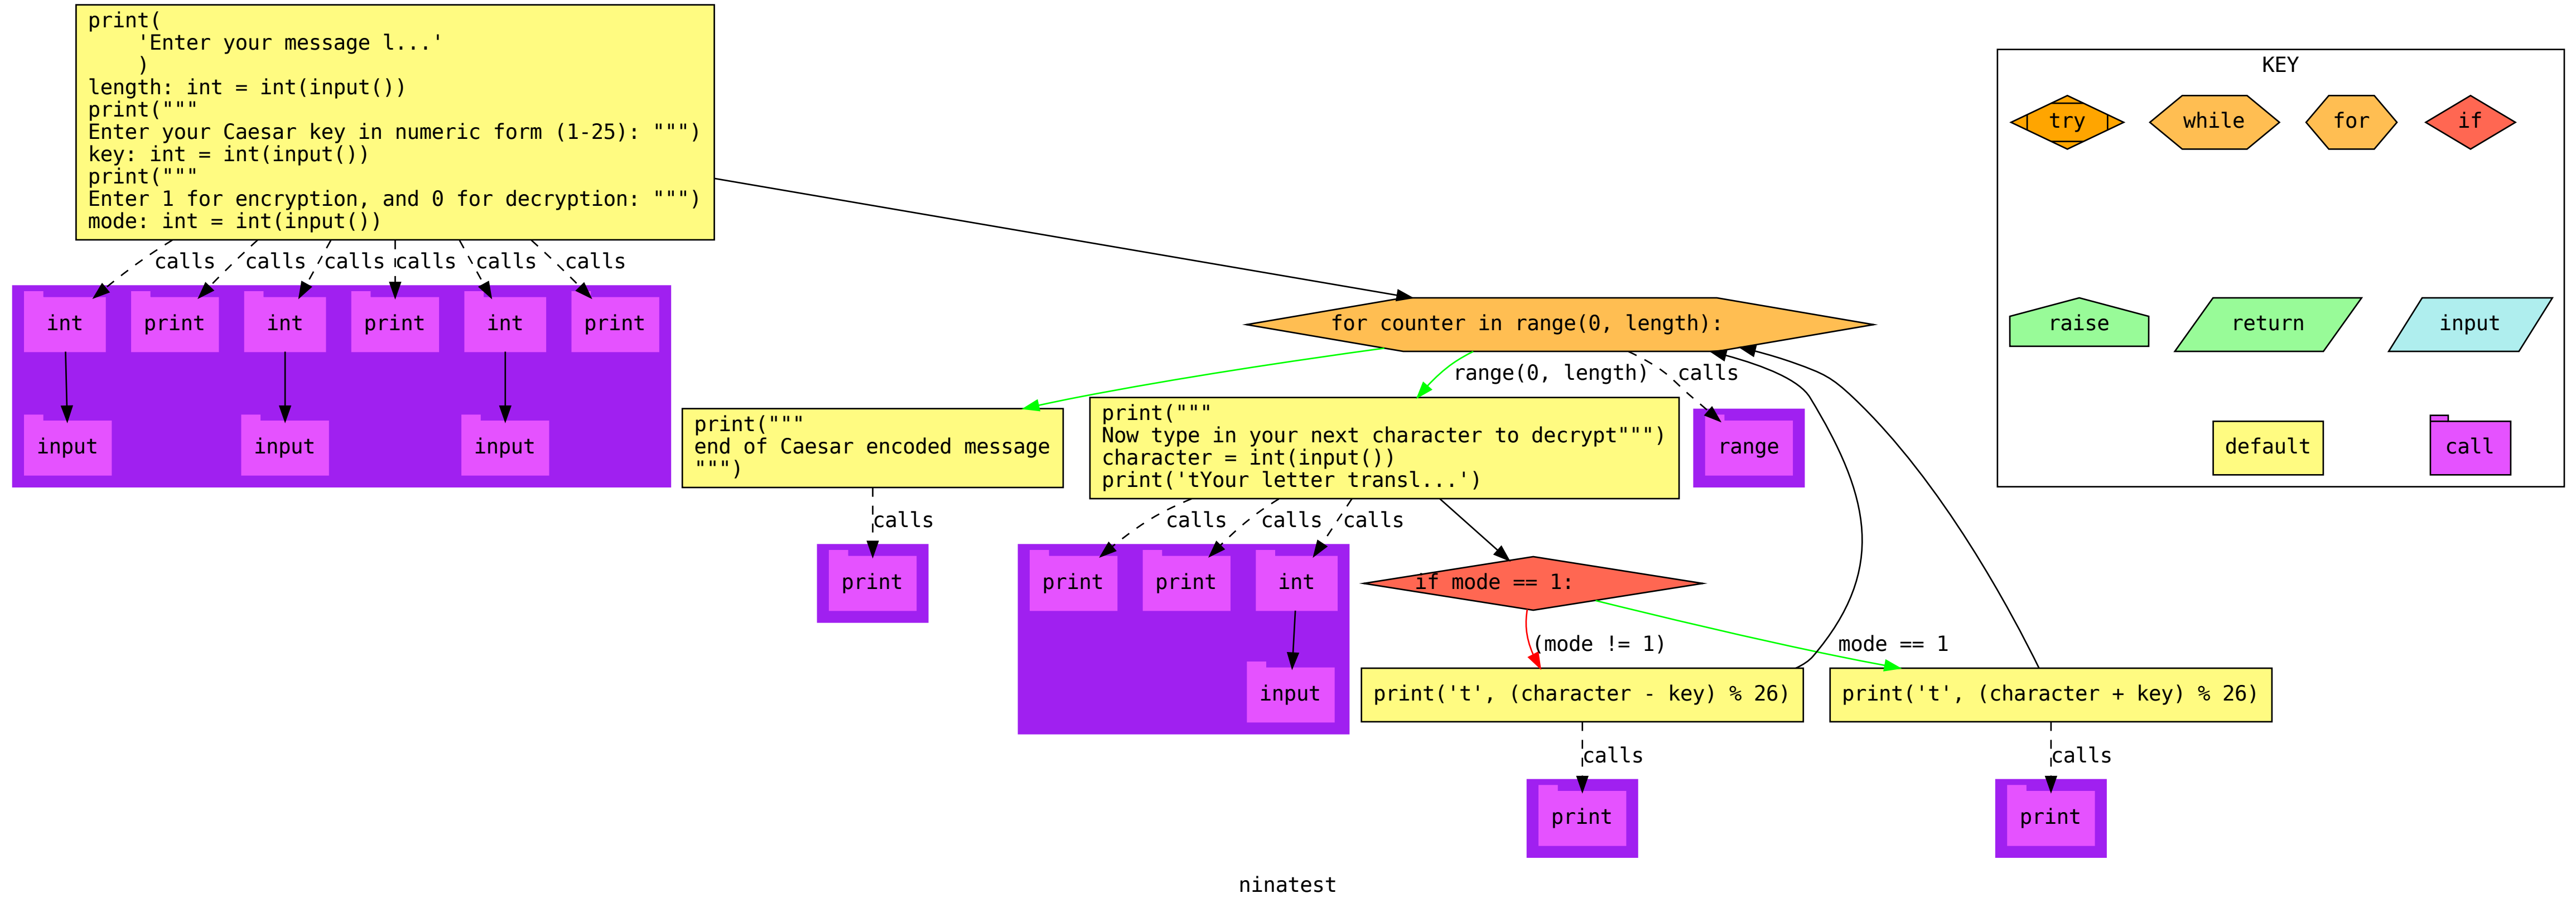 print(
    'Enter your message l...'
    )
length: int = int(input())
print("""
Enter your Caesar key in numeric form (1-25): """)
key: int = int(input())
print("""
Enter 1 for encryption, and 0 for decryption: """)
mode: int = int(input())
calls
calls
calls
calls
calls
calls
int
print
int
print
int
print
input
input
input
for counter in range(0, length):
range(0, length)
calls
print("""
end of Caesar encoded message
""")
print("""
Now type in your next character to decrypt""")
character = int(input())
print('tYour letter transl...')
range
calls
calls
calls
calls
print
print
print
int
input
if mode == 1:
(mode != 1)
mode == 1
print('t', (character - key) % 26)
print('t', (character + key) % 26)
calls
calls
print
print
KEY
try
while
for
if
raise
return
input
default
call
ninatest